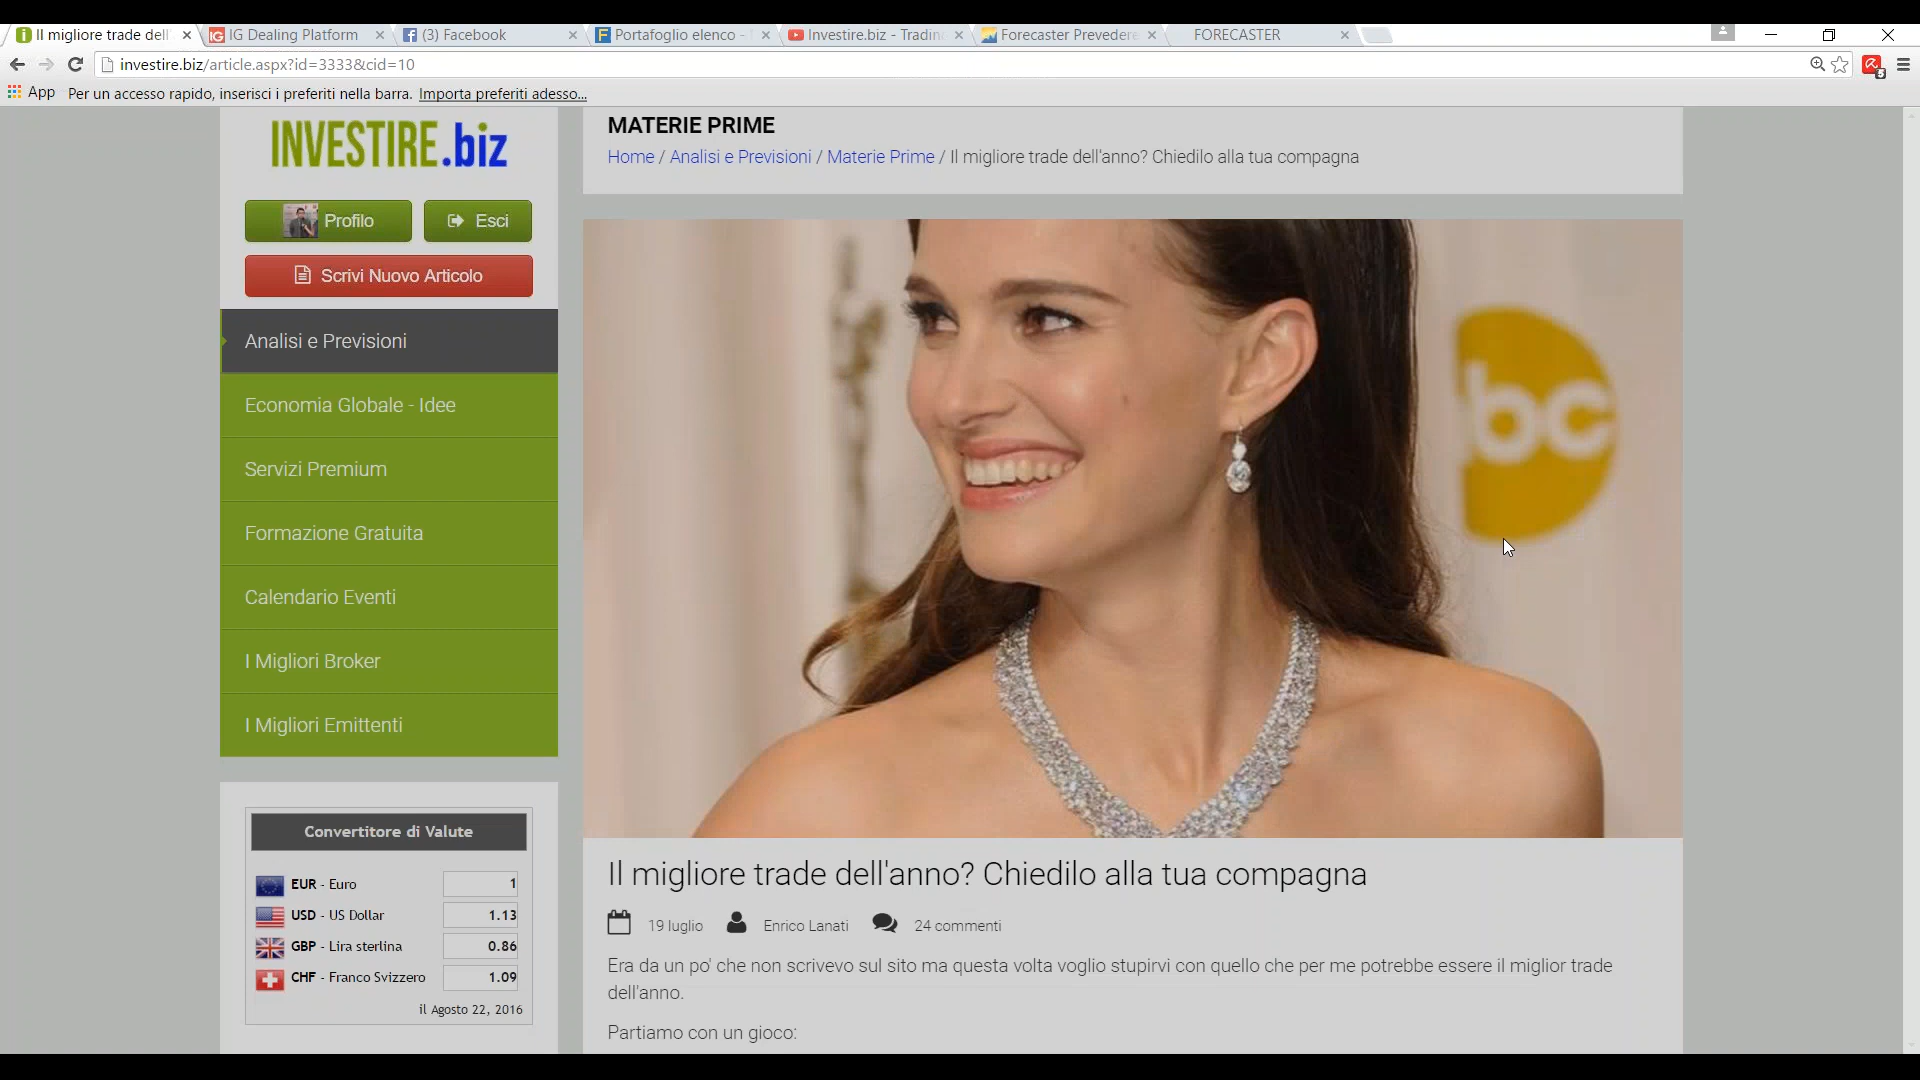 Il migliore trade dell'
IG Dealing Platform
(3) Facebook
Portafoglio elenco -
Investire.biz - Tradin
Forecaster Prevedere
FORECASTER
investire.biz/article.aspx?id=3333&cid=10
App
Per un accesso rapido, inserisci i preferiti nella barra. Importa preferiti adesso...
INVESTIRE.biz
Profilo
Esci
Scrivi Nuovo Articolo
Analisi e Previsioni
Economia Globale - Idee
Servizi Premium
Formazione Gratuita
Calendario Eventi
I Migliori Broker
I Migliori Emittenti
Convertitore di Valute
EUR - Euro 1
USD - US Dollar 1.13
GBP - Lira sterlina 0.86
CHF - Franco Svizzero 1.09
il Agosto 22, 2016
MATERIE PRIME
Home / Analisi e Previsioni / Materie Prime / Il migliore trade dell'anno? Chiedilo alla tua compagna
bc
Il migliore trade dell'anno? Chiedilo alla tua compagna
19 luglio Enrico Lanati 24 commenti
Era da un po' che non scrivevo sul sito ma questa volta voglio stupirvi con quello che per me potrebbe essere il miglior trade
dell'anno.
Partiamo con un gioco: